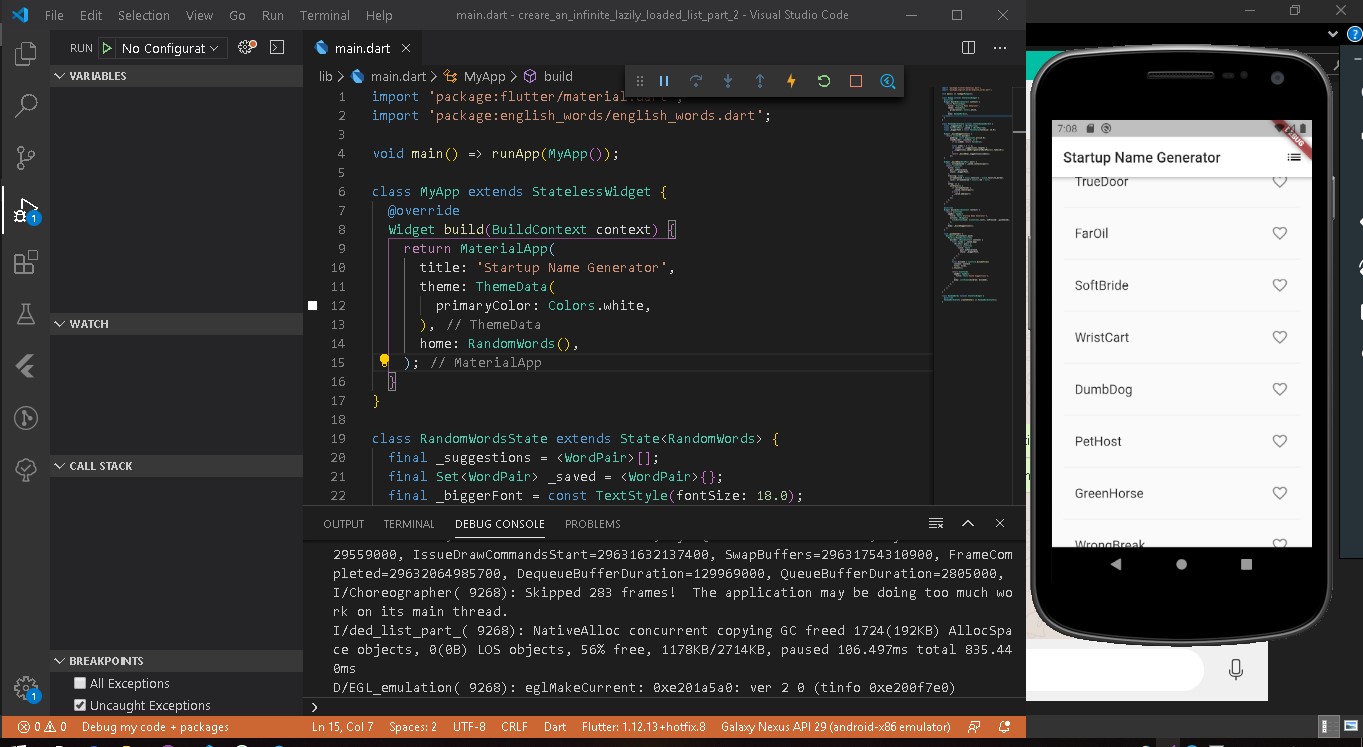 File Edit Selection View Go Run Terminal Help main.dart - creare_an_infinite_lazily_loaded_list_part_2 - Visual Studio Code
RUN No Configurat
main.dart
VARIABLES
WATCH
CALL STACK
BREAKPOINTS
All Exceptions
Uncaught Exceptions
1
1
lib > main.dart > MyApp > build
1 import 'package:flutter/material.dart';
2 import 'package:english_words/english_words.dart';
3
4 void main() => runApp(MyApp());
5
6 class MyApp extends StatelessWidget {
7 @override
8 Widget build(BuildContext context) {
9 return MaterialApp(
10 title: 'Startup Name Generator',
11 theme: ThemeData(
12 primaryColor: Colors.white,
13 ), // ThemeData
14 home: RandomWords(),
15 ); // MaterialApp
16 }
17 }
18
19 class RandomWordsState extends State<RandomWords> {
20 final _suggestions = <WordPair>[];
21 final Set<WordPair> _saved = <WordPair>{};
22 final _biggerFont = const TextStyle(fontSize: 18.0);
OUTPUT TERMINAL DEBUG CONSOLE PROBLEMS
29559000, IssueDrawCommandsStart=29631632137400, SwapBuffers=29631754310900, FrameCom
pleted=29632064985700, DequeueBufferDuration=129969000, QueueBufferDuration=2805000,
I/Choreographer( 9268): Skipped 283 frames! The application may be doing too much wo
rk on its main thread.
I/ded_list_part_( 9268): NativeAlloc concurrent copying GC freed 1724(192KB) AllocSpa
ce objects, 0(0B) LOS objects, 56% free, 1178KB/2714KB, paused 106.497ms total 835.44
0ms
D/EGL_emulation( 9268): eglMakeCurrent: 0xe201a5a0: ver 2 0 (tinfo 0xe200f7e0)
>
0 0 Debug my code + packages Ln 15, Col 7 Spaces: 2 UTF-8 CRLF Dart Flutter: 1.12.13+hotfix.8 Galaxy Nexus API 29 (android-x86 emulator)
7:08
Startup Name Generator
TrueDoor
FarOil
SoftBride
WristCart
DumbDog
PetHost
GreenHorse
WrongBreak